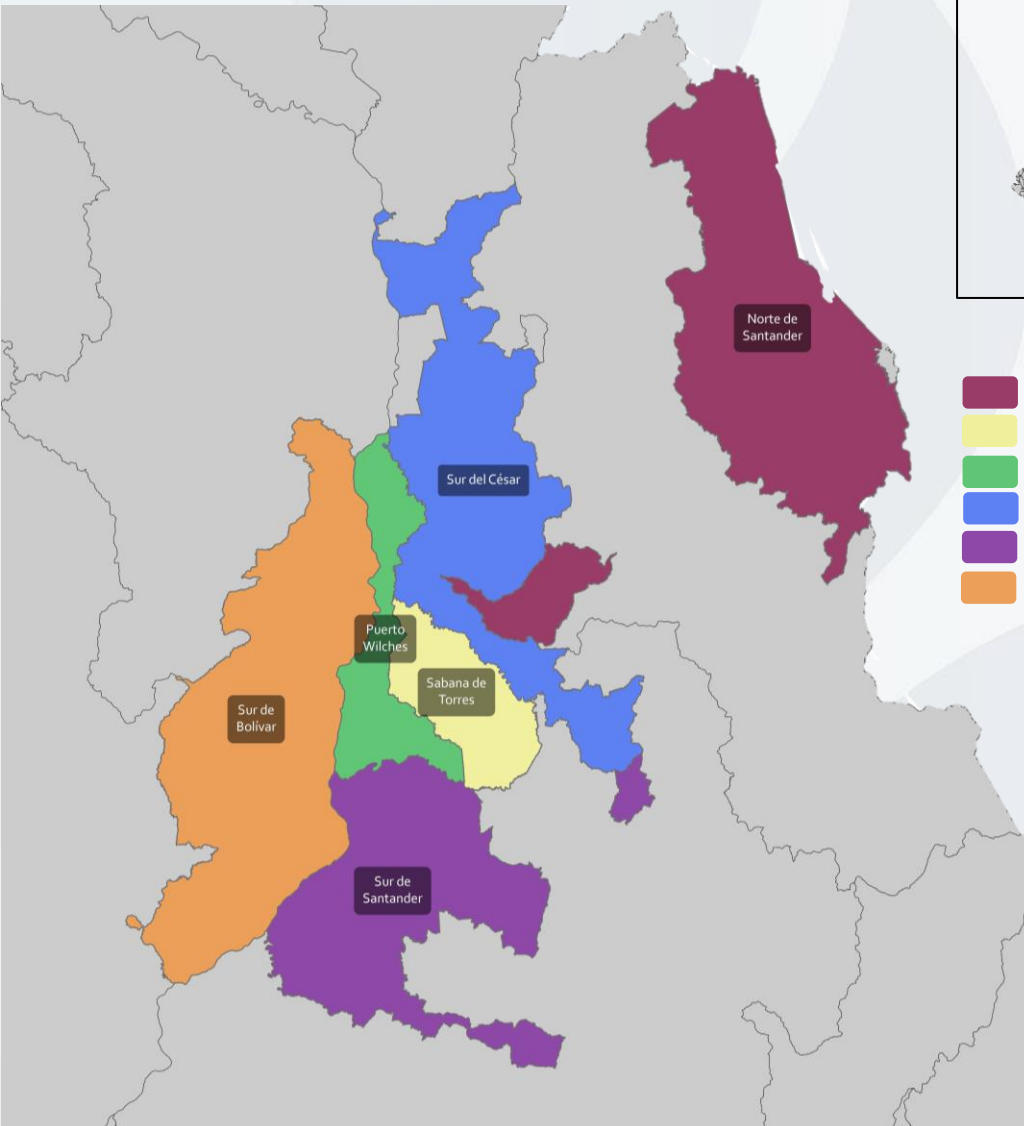 Norte de
Santander
Sur del César
Puerto
Wilches
Sabana de
Torres
Sur de
Bolívar
Sur de
Santander